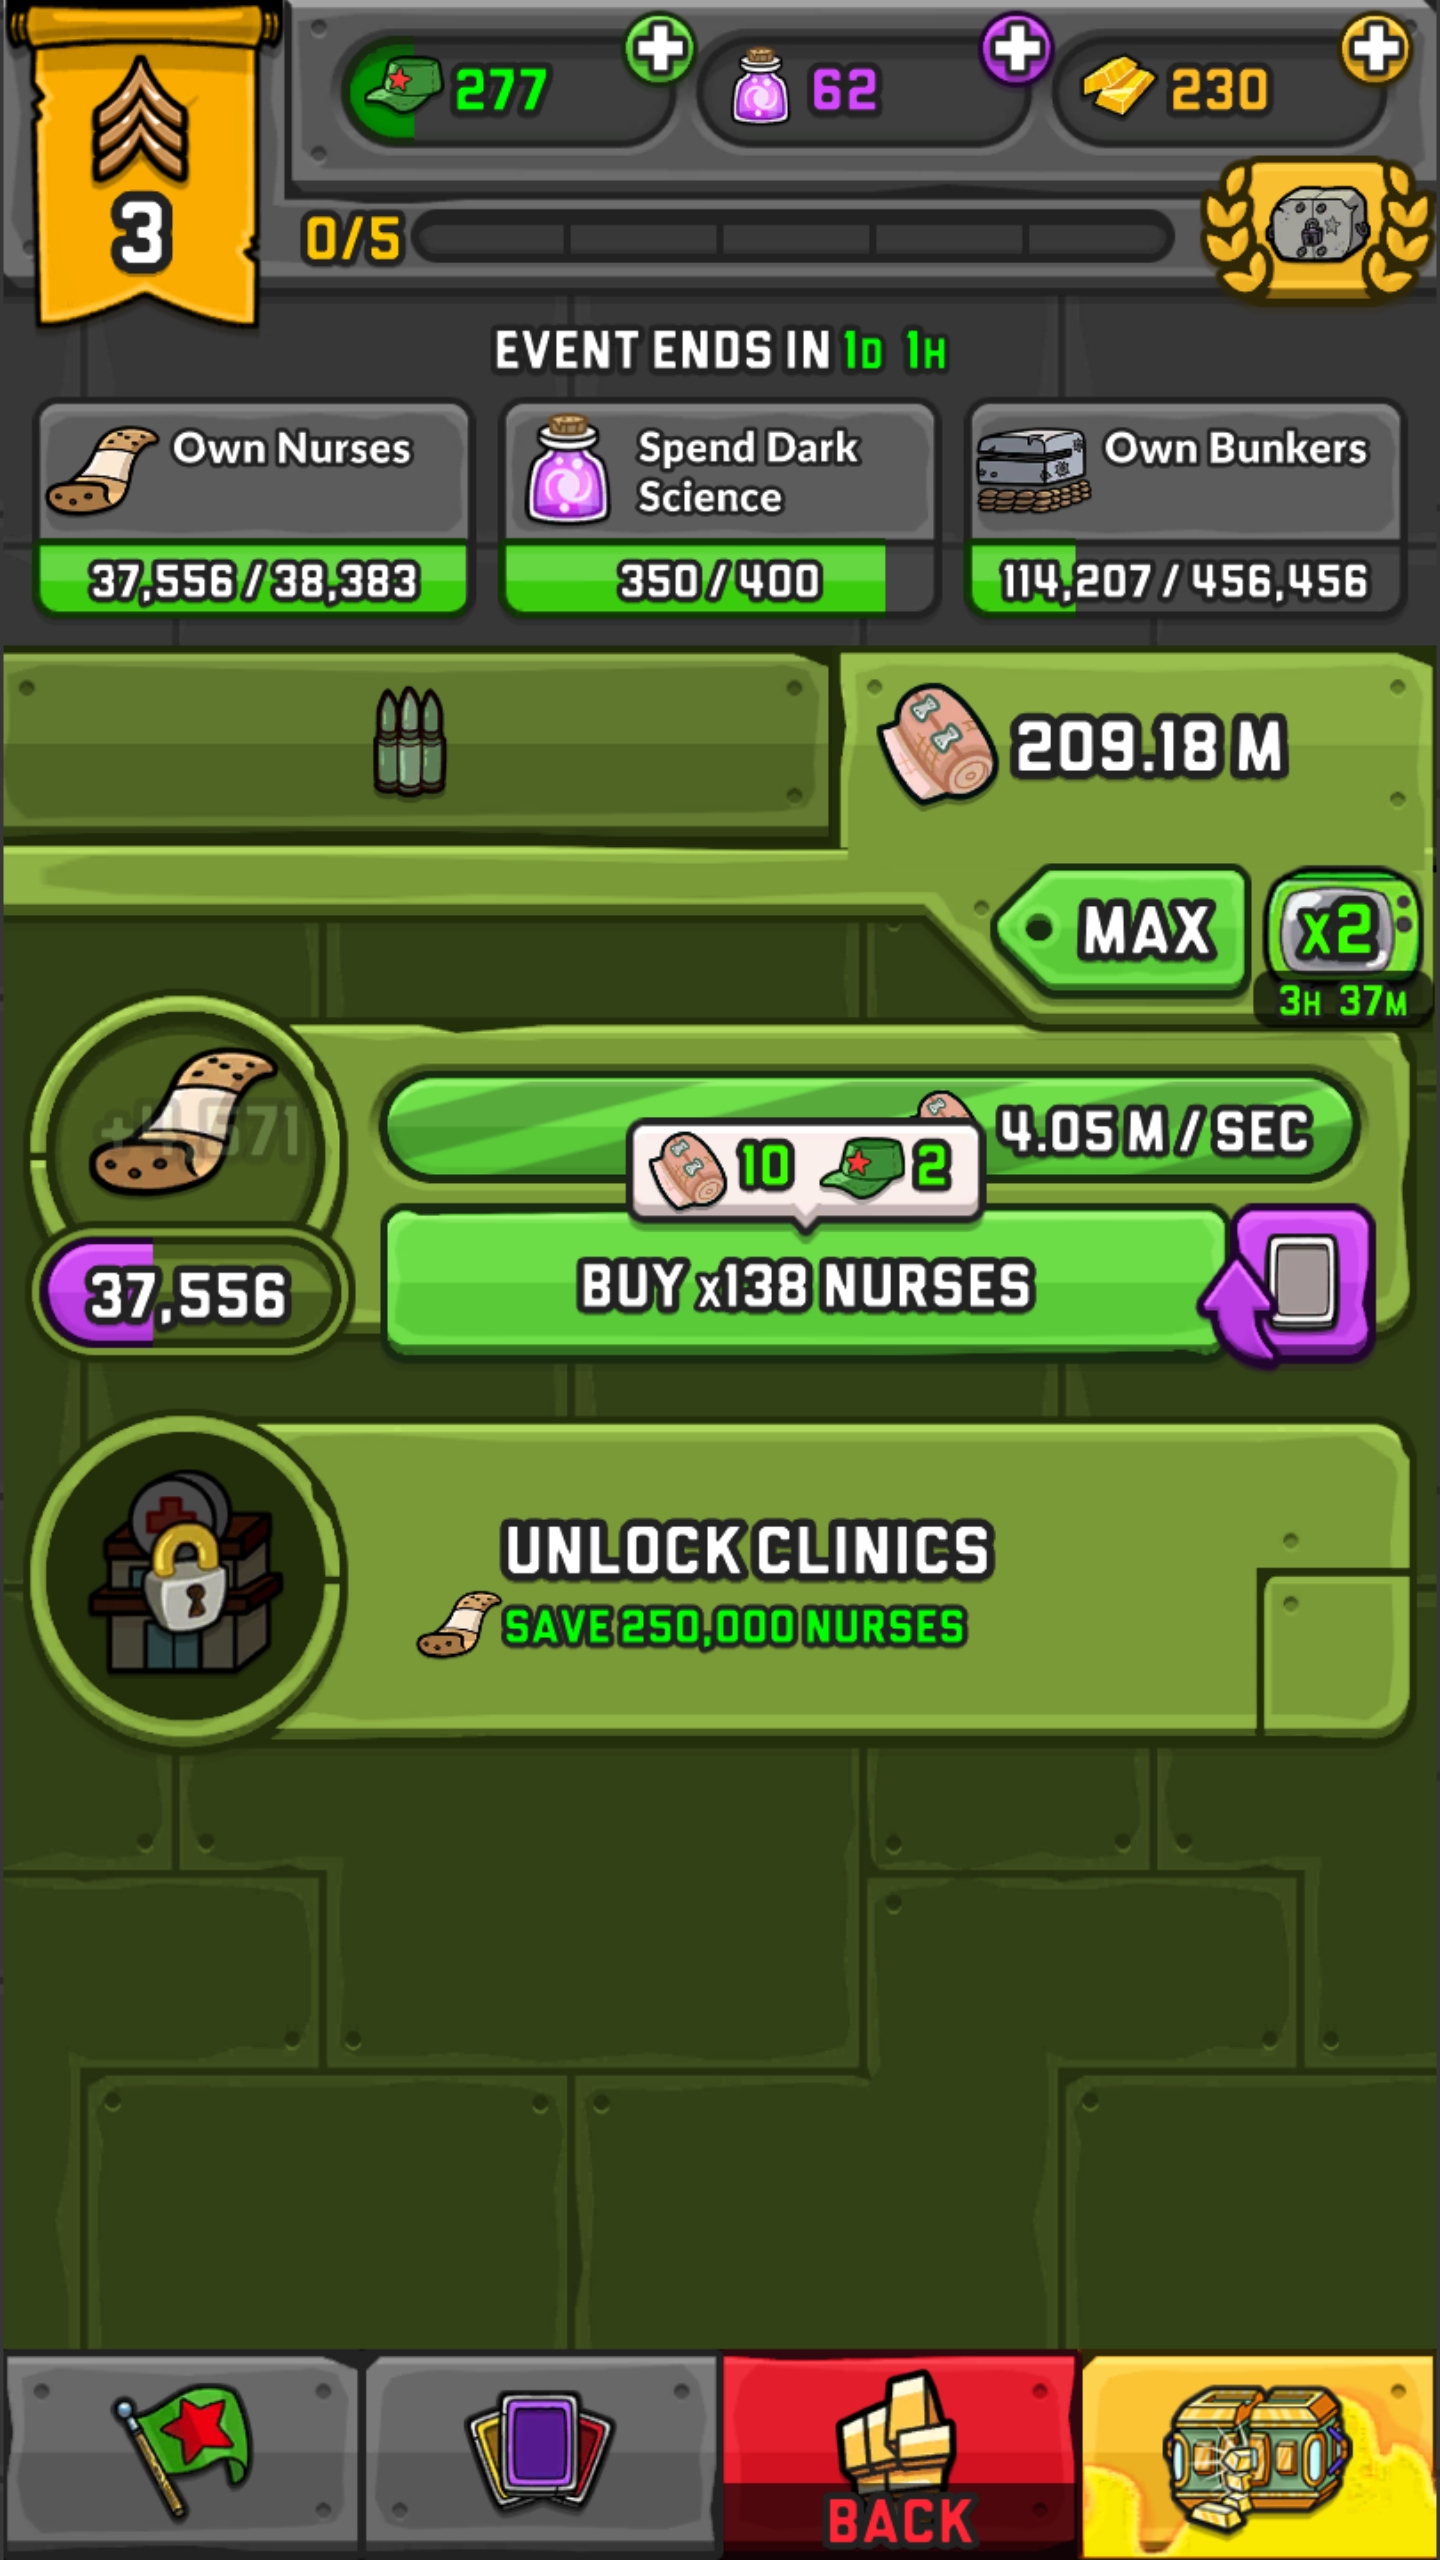 277
62
230
3
0/5
EVENT ENDS IN 1D 1H
Own Nurses
37,556 / 38,383
Spend Dark
Science
350 / 400
Own Bunkers
114,207 / 456,456
209.18 M
MAX
x2
3H 37M
4.05 M / SEC
10 2
37,556
BUY x138 NURSES
UNLOCK CLINICS
SAVE 250,000 NURSES
BACK